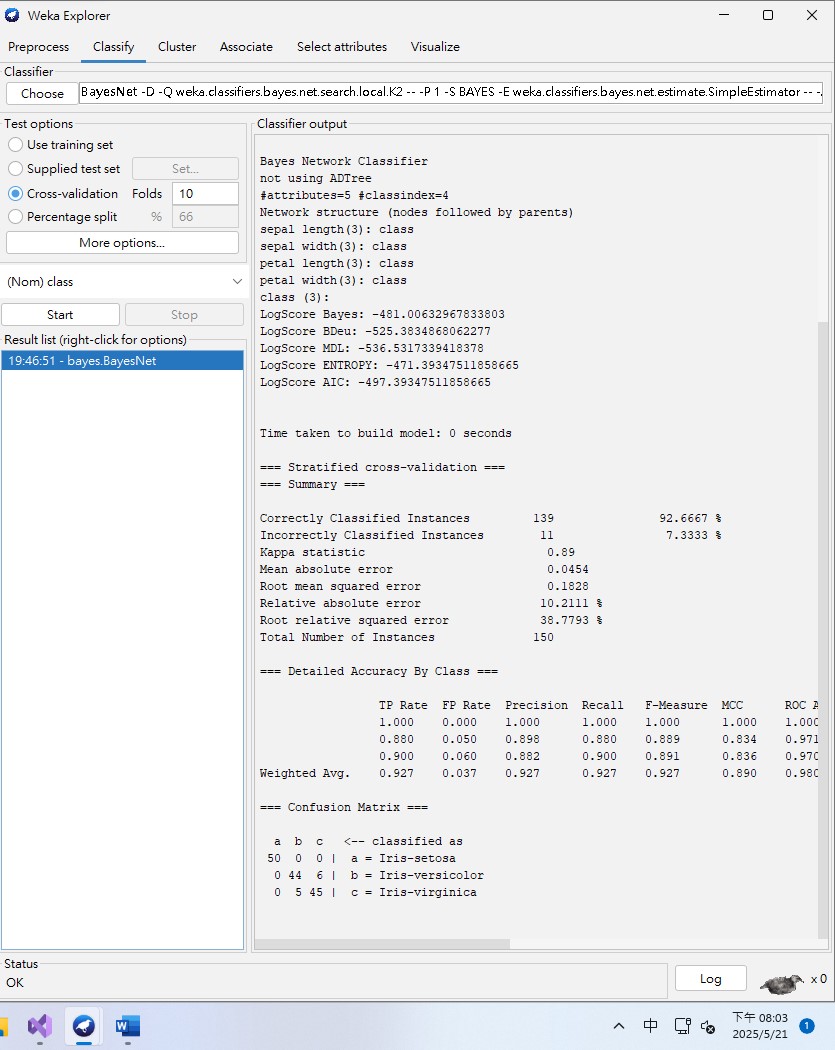 Weka Explorer
Preprocess Classify Cluster Associate Select attributes Visualize
Classifier
Choose BayesNet -D -Q weka.classifiers.bayes.net.search.local.K2 -- -P 1 -S BAYES -E weka.classifiers.bayes.net.estimate.SimpleEstimator -- -
Test options
Use training set
Supplied test set Set...
Cross-validation Folds 10
Percentage split % 66
More options...
(Nom) class
Start Stop
Result list (right-click for options)
19:46:51 - bayes.BayesNet
Classifier output
Bayes Network Classifier
not using ADTree
#attributes=5 #classindex=4
Network structure (nodes followed by parents)
sepal length(3): class
sepal width(3): class
petal length(3): class
petal width(3): class
class (3):
LogScore Bayes: -481.00632967833803
LogScore BDeu: -525.3834868062277
LogScore MDL: -536.5317339418378
LogScore ENTROPY: -471.39347511858665
LogScore AIC: -497.39347511858665
Time taken to build model: 0 seconds
=== Stratified cross-validation ===
=== Summary ===
Correctly Classified Instances 139 92.6667 %
Incorrectly Classified Instances 11 7.3333 %
Kappa statistic 0.89
Mean absolute error 0.0454
Root mean squared error 0.1828
Relative absolute error 10.2111 %
Root relative squared error 38.7793 %
Total Number of Instances 150
=== Detailed Accuracy By Class ===
TP Rate FP Rate Precision Recall F-Measure MCC ROC A
1.000 0.000 1.000 1.000 1.000 1.000 1.000
0.880 0.050 0.898 0.880 0.889 0.834 0.971
0.900 0.060 0.882 0.900 0.891 0.836 0.970
Weighted Avg. 0.927 0.037 0.927 0.927 0.927 0.890 0.980
=== Confusion Matrix ===
a b c <-- classified as
50 0 0 | a = Iris-setosa
0 44 6 | b = Iris-versicolor
0 5 45 | c = Iris-virginica
Status
OK
Log x 0
W 中 下午 08:03
2025/5/21 1